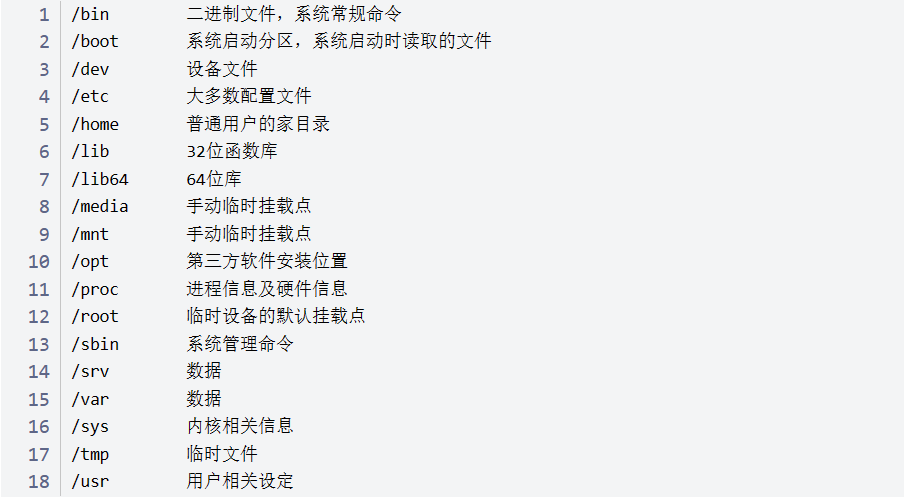 1 /bin 二进制文件，系统常规命令
2 /boot 系统启动分区，系统启动时读取的文件
3 /dev 设备文件
4 /etc 大多数配置文件
5 /home 普通用户的家目录
6 /lib 32位函数库
7 /lib64 64位库
8 /media 手动临时挂载点
9 /mnt 手动临时挂载点
10 /opt 第三方软件安装位置
11 /proc 进程信息及硬件信息
12 /root 临时设备的默认挂载点
13 /sbin 系统管理命令
14 /srv 数据
15 /var 数据
16 /sys 内核相关信息
17 /tmp 临时文件
18 /usr 用户相关设定